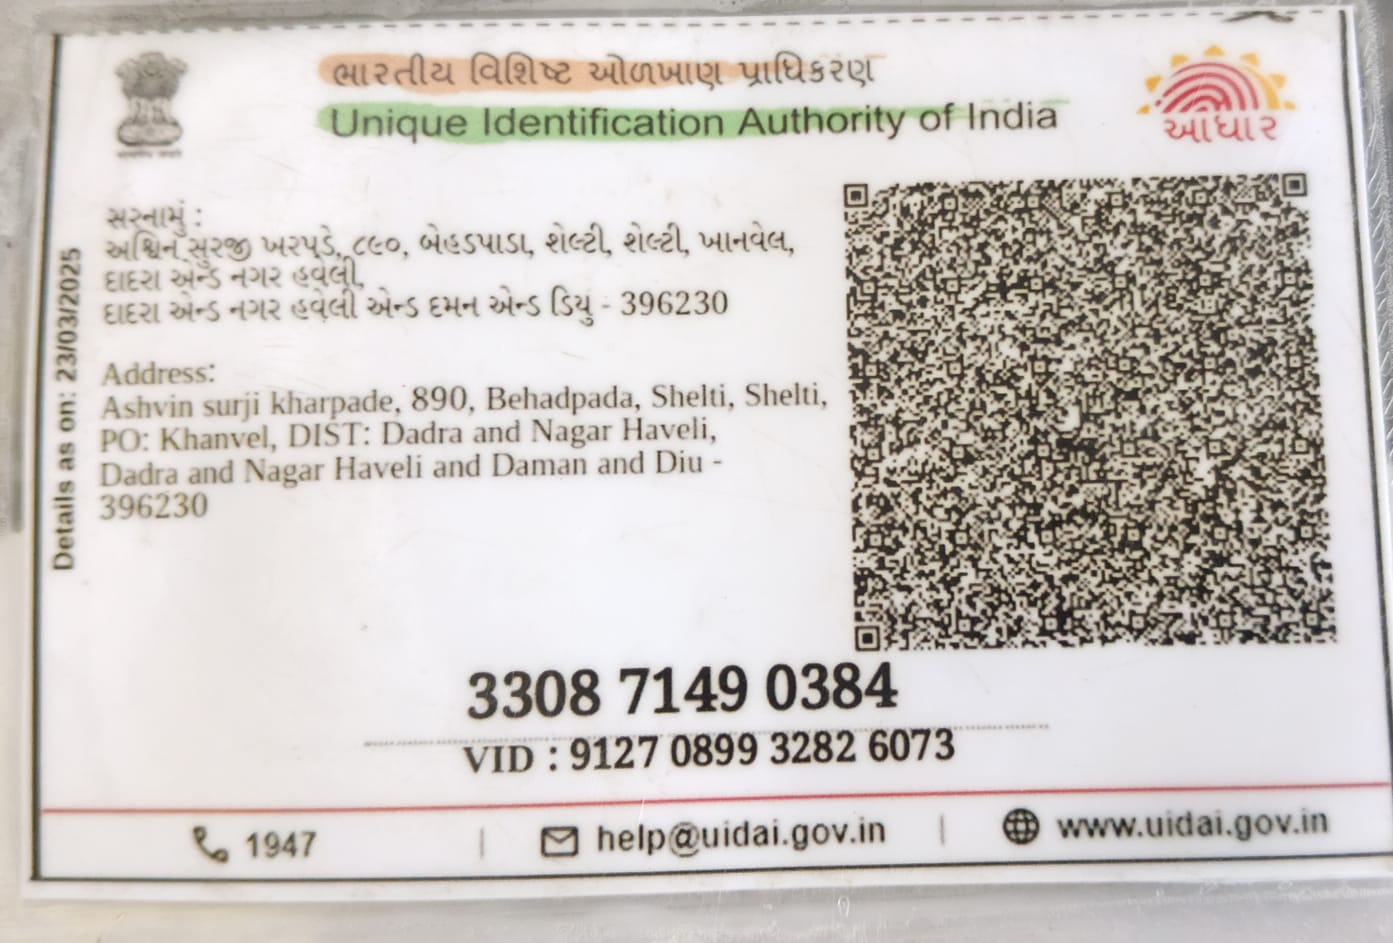 ભારતીય વિશિષ્ટ ઓળખાણ પ્રાધિકરણ
Unique Identification Authority of India
આધાર
Details as on: 23/03/2025
સરનામું :
અશ્વિન સુરજી ખરપડે, ૮૯૦, બેહડપાડા, શેલ્ટી, શેલ્ટી, ખાનવેલ,
દાદરા એન્ડ નગર હવેલી,
દાદરા એન્ડ નગર હવેલી એન્ડ દમન એન્ડ દિયુ - 396230
Address:
Ashvin surji kharpade, 890, Behadpada, Shelti, Shelti,
PO: Khanvel, DIST: Dadra and Nagar Haveli,
Dadra and Nagar Haveli and Daman and Diu -
396230
3308 7149 0384
VID : 9127 0899 3282 6073
1947 | help@uidai.gov.in | www.uidai.gov.in